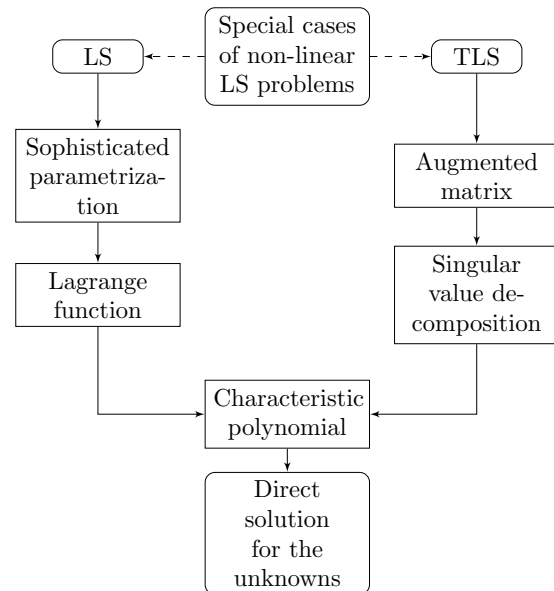 Special cases
of non-linear
LS problems
LS
TLS
Sophisticated
parametriza-
tion
Augmented
matrix
Lagrange
function
Singular
value de-
composition
Characteristic
polynomial
Direct
solution
for the
unknowns